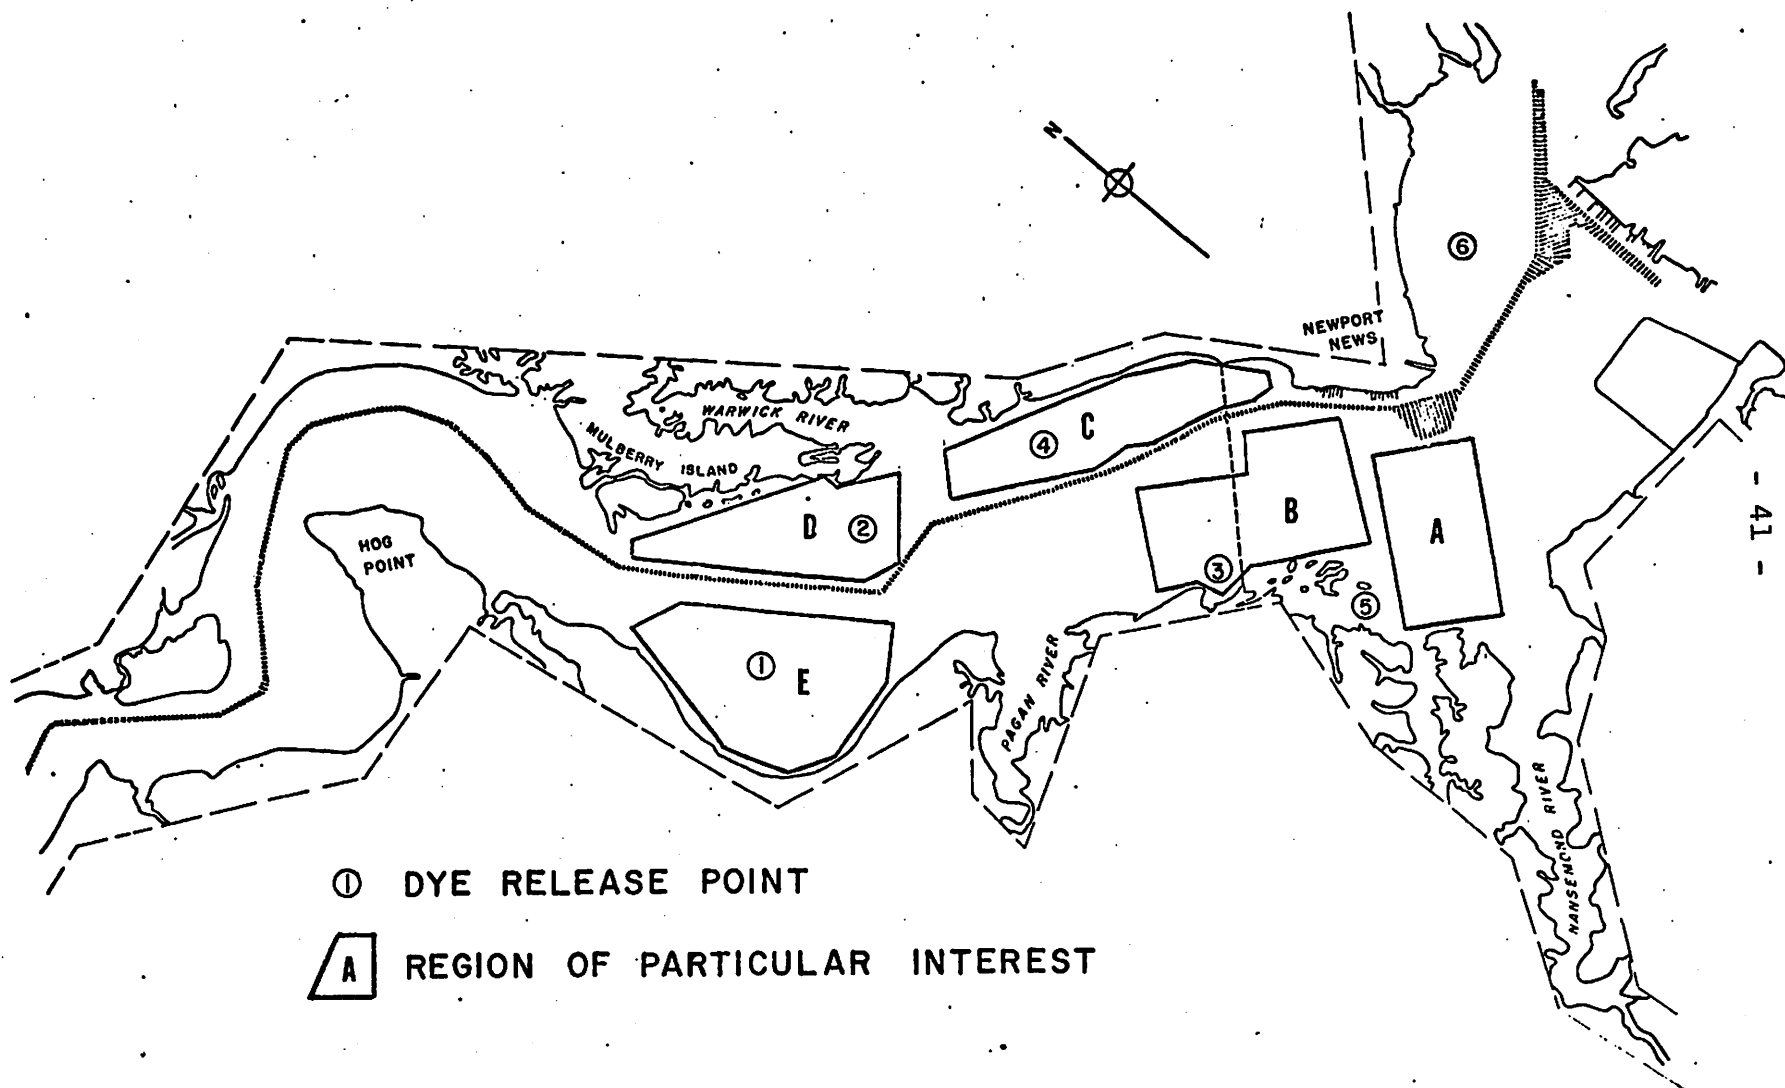 N
6
NEWPORT
NEWS
WARWICK RIVER
MULBERRY ISLAND
4
C
D
2
B
A
HOG
POINT
3
5
1
E
PAGAN RIVER
NANSEMOND RIVER
- 41 -
1 DYE RELEASE POINT
A REGION OF PARTICULAR INTEREST